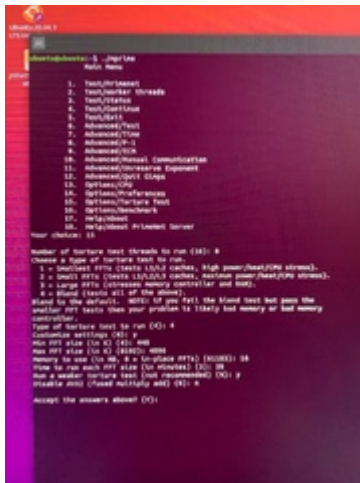 Ubuntu 20.04.3
ubuntu@ubuntu:~$ ./mprime
Main Menu
1. Test/Primenet
2. Test/Worker threads
3. Test/Status
4. Test/Continue
5. Test/Exit
6. Advanced/Test
7. Advanced/Time
8. Advanced/P-1
9. Advanced/ECM
10. Advanced/Manual Communication
11. Advanced/Unreserve Exponent
12. Advanced/Quit Gimps
13. Options/CPU
14. Options/Preferences
15. Options/Torture Test
16. Options/Benchmark
17. Help/About
18. Help/About PrimeNet Server
Your choice: 15
Number of torture test threads to run (16): 8
Choose a type of torture test to run.
1 = Smallest FFTs (tests L1/L2 caches, high power/heat/CPU stress).
2 = Small FFTs (tests L1/L2/L3 caches, maximum power/heat/CPU stress).
3 = Large FFTs (stresses memory controller and RAM).
4 = Blend (tests all of the above).
Blend is the default. NOTE: if you fail the blend test but pass the
smaller FFT tests then your problem is likely bad memory or bad memory
controller.
Type of torture test to run (4): 4
Customize settings (N): y
Min FFT size (in K) (4): 448
Max FFT size (in K) (8192): 4096
Memory to use (in MB, 0 = in-place FFTs) : 16
Time to run each FFT size (in minutes) (3): 30
Run a weaker torture test (not recommended) (N): y
Disable AVX2 (fused multiply add) (N): n
Accept the answers above? (Y):